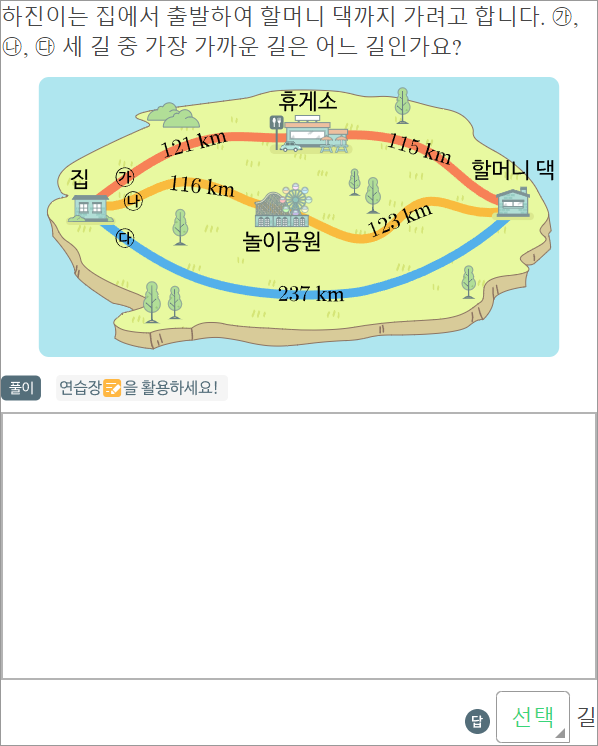 하진이는 집에서 출발하여 할머니 댁까지 가려고 합니다. ㉮,
㉯, ㉰ 세 길 중 가장 가까운 길은 어느 길인가요?
휴게소
121 km
115 km
할머니 댁
집
㉮
㉯
116 km
123 km
㉰
놀이공원
237 km
풀이
연습장을 활용하세요!
답
선택
길